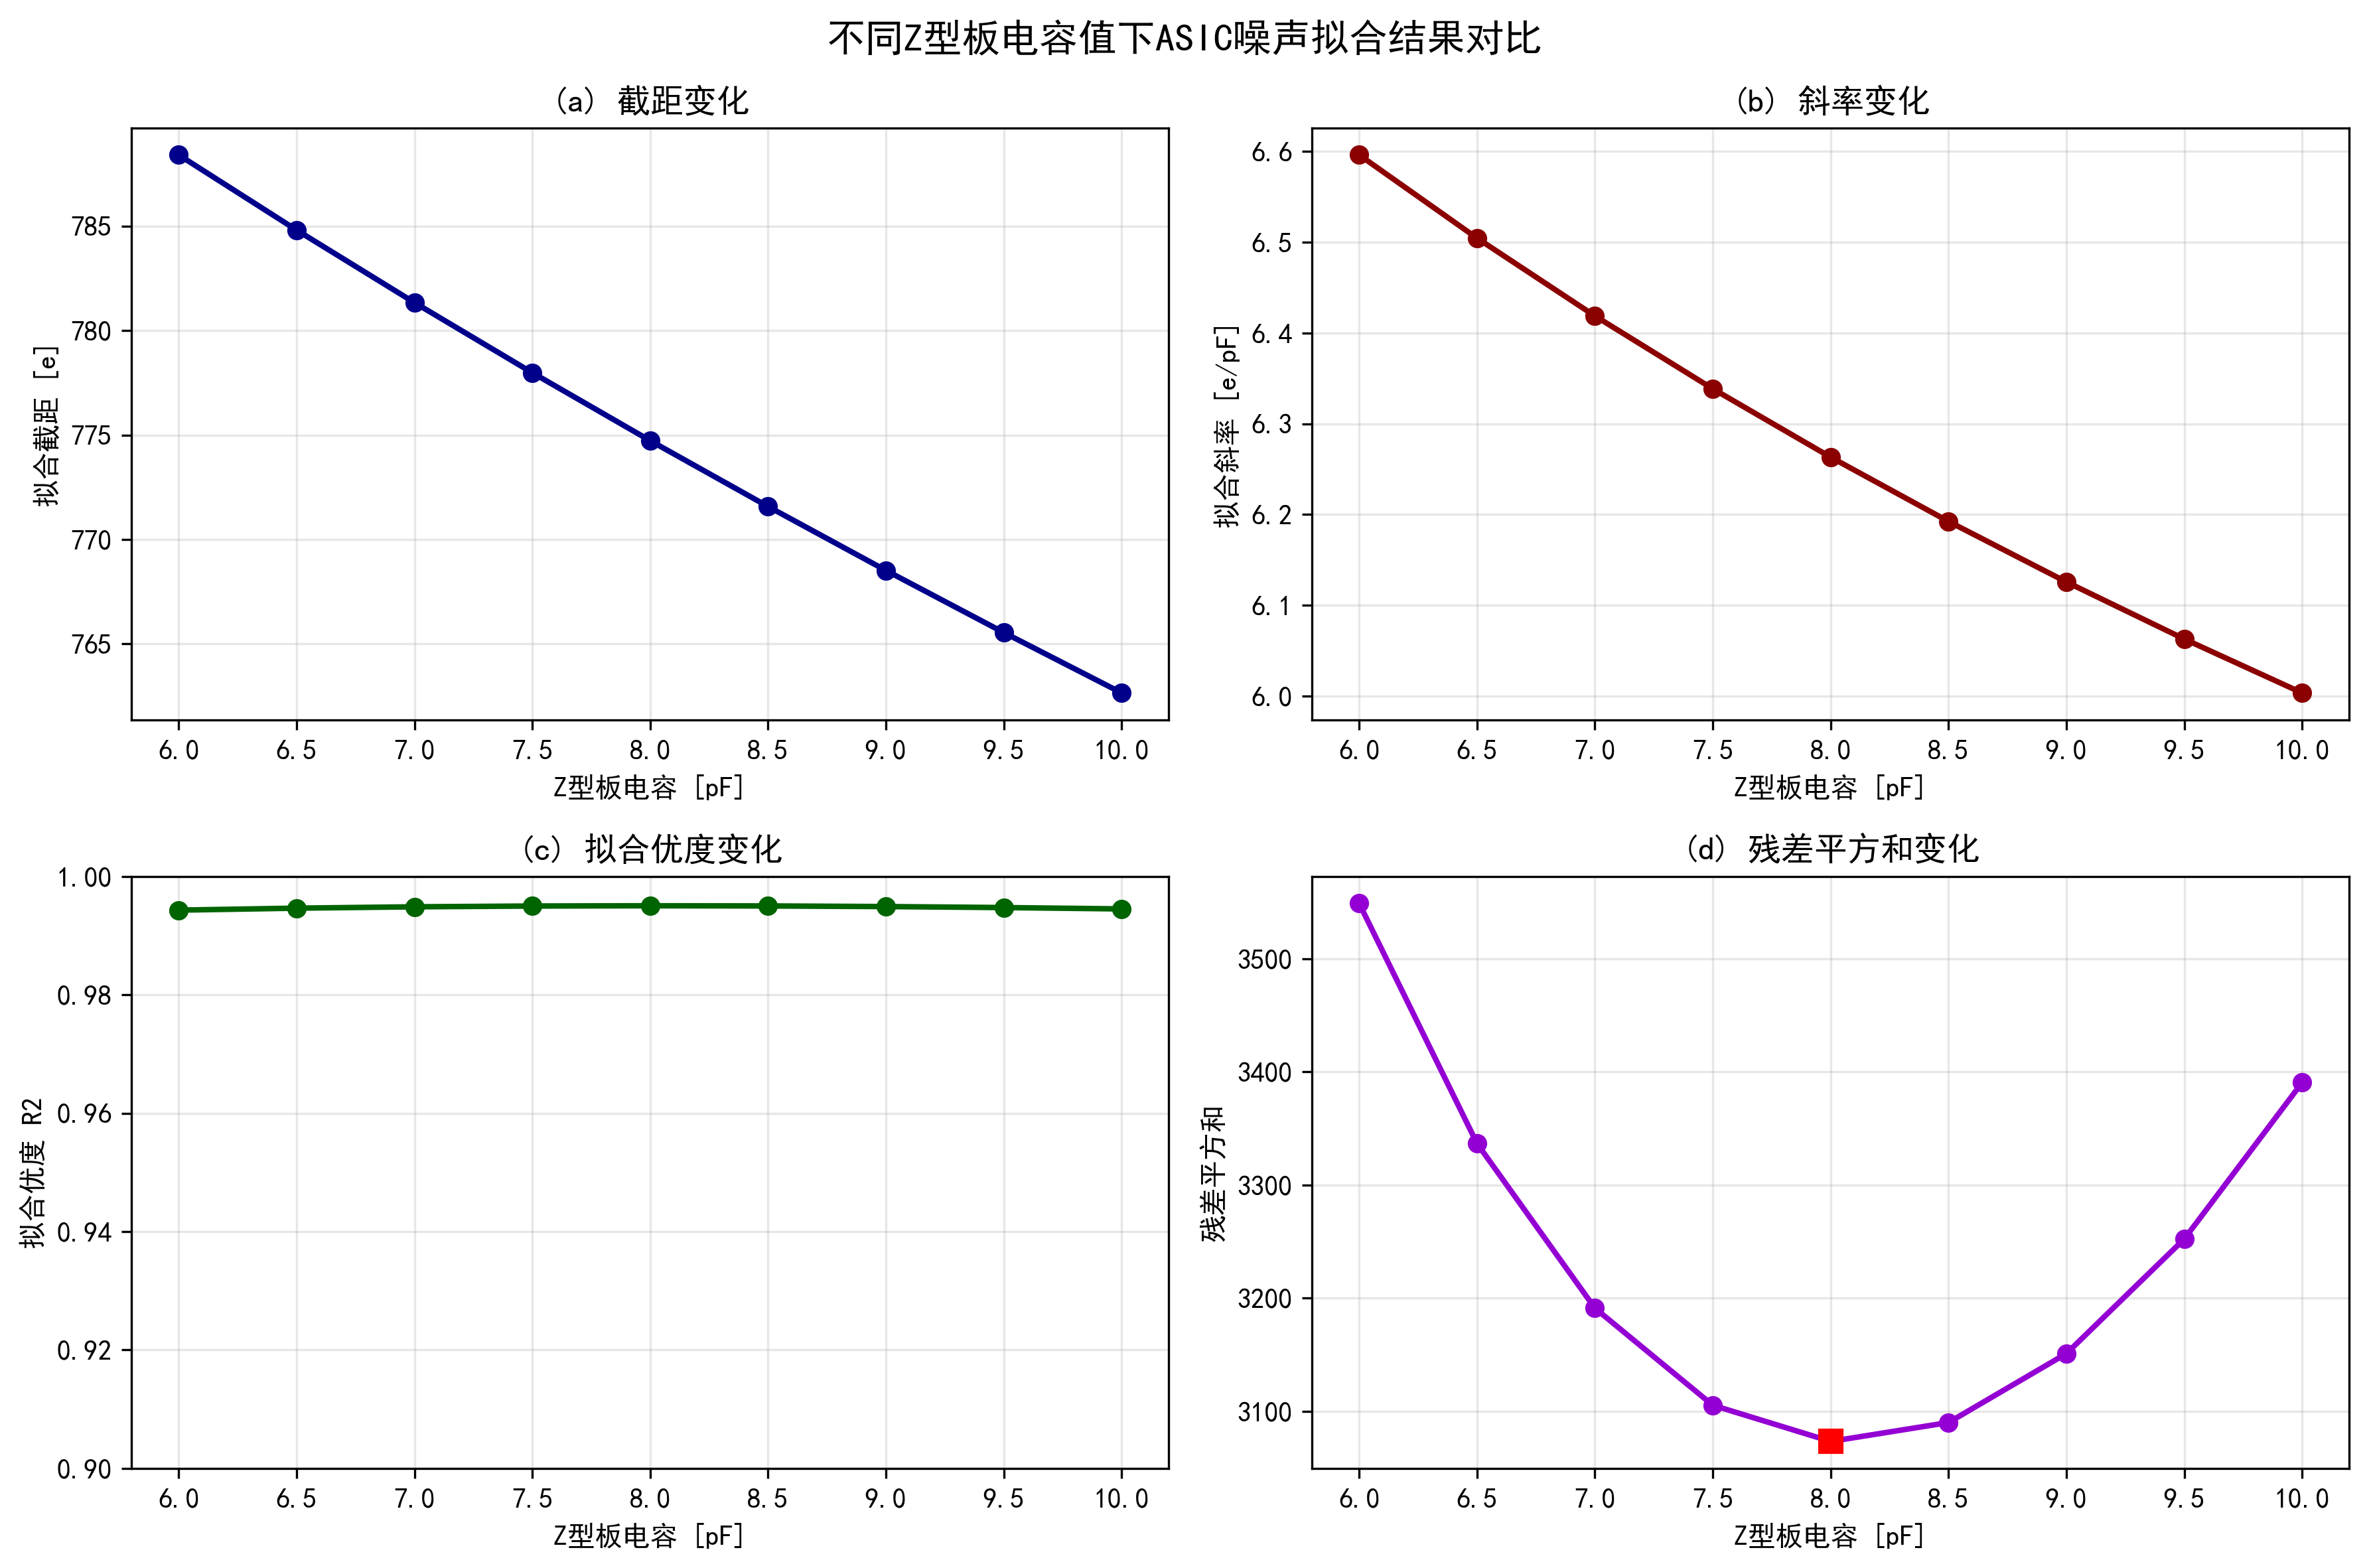 不同Z型板电容值下ASIC噪声拟合结果对比
(a) 截距变化
拟合截距 [e]
785
780
775
770
765
6.0 6.5 7.0 7.5 8.0 8.5 9.0 9.5 10.0
Z型板电容 [pF]
(b) 斜率变化
拟合斜率 [e/pF]
6.6
6.5
6.4
6.3
6.2
6.1
6.0
6.0 6.5 7.0 7.5 8.0 8.5 9.0 9.5 10.0
Z型板电容 [pF]
(c) 拟合优度变化
拟合优度 R2
1.00
0.98
0.96
0.94
0.92
0.90
6.0 6.5 7.0 7.5 8.0 8.5 9.0 9.5 10.0
Z型板电容 [pF]
(d) 残差平方和变化
残差平方和
3500
3400
3300
3200
3100
6.0 6.5 7.0 7.5 8.0 8.5 9.0 9.5 10.0
Z型板电容 [pF]